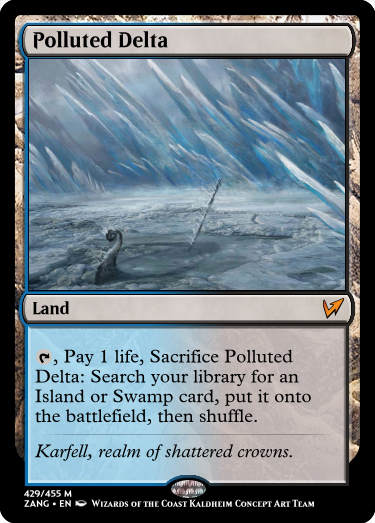 Polluted Delta
Land
, Pay 1 life, Sacrifice Polluted
Delta: Search your library for an
Island or Swamp card, put it onto
the battlefield, then shuffle.
Karfell, realm of shattered crowns.
429/455 M
ZANG • EN Wizards of the Coast Kaldheim Concept Art Team